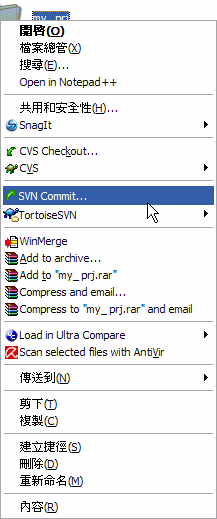 my_prj
開啓(O)
檔案總管(X)
搜尋(E)...
Open in Notepad++
共用和安全性(H)...
SnagIt
CVS Checkout...
CVS
SVN Commit...
TortoiseSVN
WinMerge
Add to archive...
Add to "my_prj.rar"
Compress and email...
Compress to "my_prj.rar" and email
Load in Ultra Compare
Scan selected files with AntiVir
傳送到(N)
剪下(T)
複製(C)
建立捷徑(S)
刪除(D)
重新命名(M)
內容(R)